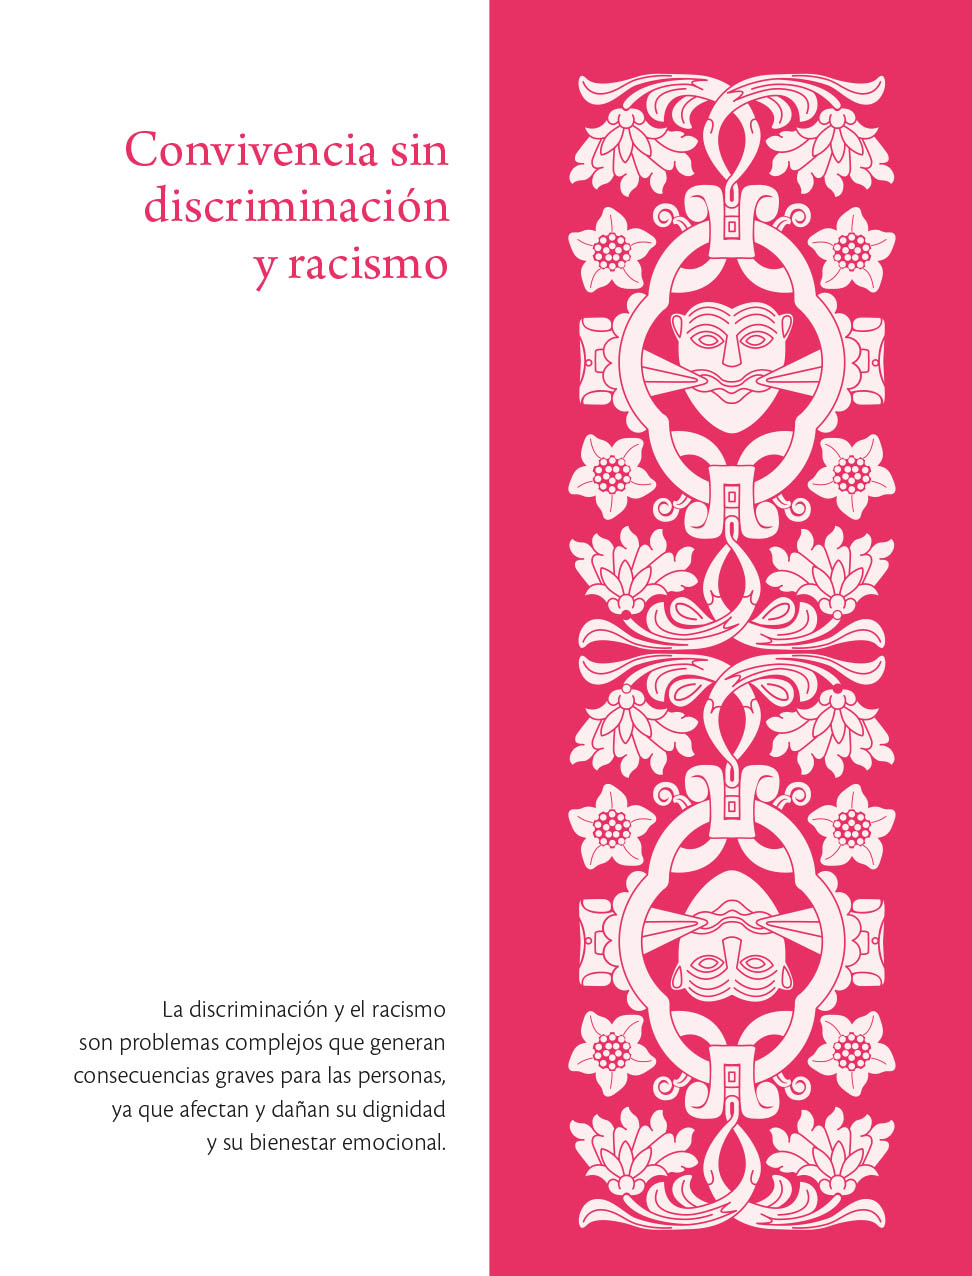 Convivencia sin
discriminación
y racismo
La discriminación y el racismo
son problemas complejos que generan
consecuencias graves para las personas,
ya que afectan y dañan su dignidad
y su bienestar emocional.